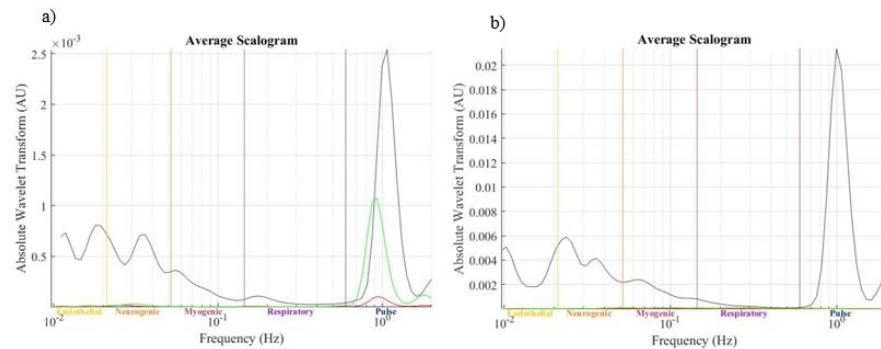 a)
Average Scalogram
×10⁻³
2.5
2
1.5
1
0.5
Absolute Wavelet Transform (AU)
10⁻² 10⁻¹ 10⁰
Endothelial Neurogenic Myogenic Respiratory Pulse
Frequency (Hz)
b)
Average Scalogram
0.02
0.018
0.016
0.014
0.012
0.01
0.008
0.006
0.004
0.002
Absolute Wavelet Transform (AU)
10⁻² 10⁻¹ 10⁰
Endothelial Neurogenic Myogenic Respiratory Pulse
Frequency (Hz)